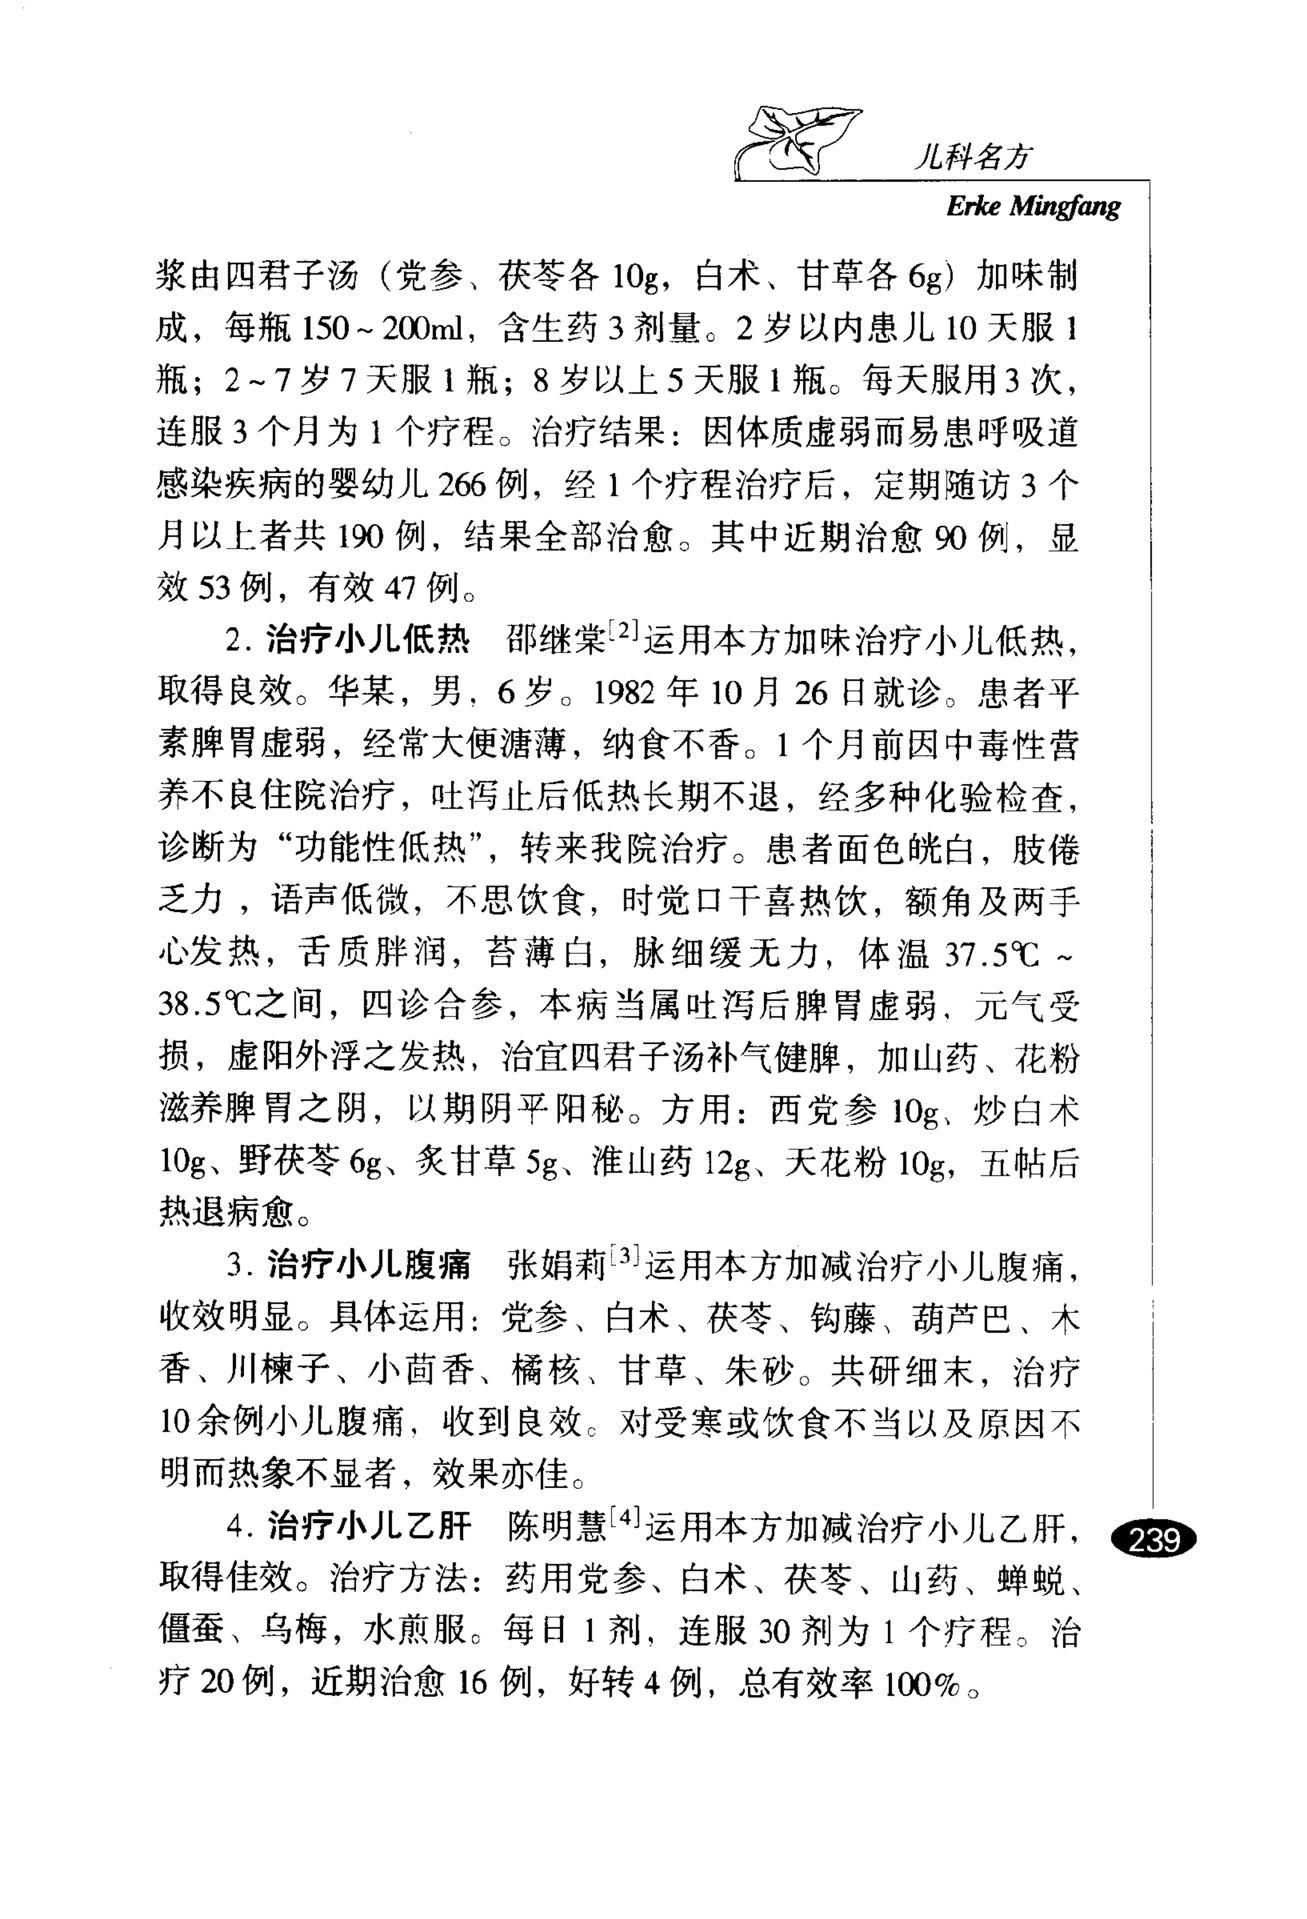 儿科名方
Erke Mingfang
浆由四君子汤（党参、茯苓各 10g，白术、甘草各 6g）加味制
成，每瓶 150～200ml，含生药 3 剂量。2 岁以内患儿 10 天服 1
瓶；2～7 岁 7 天服 1 瓶；8 岁以上 5 天服 1 瓶。每天服用 3 次，
连服 3 个月为 1 个疗程。治疗结果：因体质虚弱而易患呼吸道
感染疾病的婴幼儿 266 例，经 1 个疗程治疗后，定期随访 3 个
月以上者共 190 例，结果全部治愈。其中近期治愈 90 例，显
效 53 例，有效 47 例。
2. 治疗小儿低热　邵继棠[2]运用本方加味治疗小儿低热，
取得良效。华某，男，6 岁。1982 年 10 月 26 日就诊。患者平
素脾胃虚弱，经常大便溏薄，纳食不香。1 个月前因中毒性营
养不良住院治疗，吐泻止后低热长期不退，经多种化验检查，
诊断为“功能性低热”，转来我院治疗。患者面色㿠白，肢倦
乏力，语声低微，不思饮食，时觉口干喜热饮，额角及两手
心发热，舌质胖润，苔薄白，脉细缓无力，体温 37.5℃～
38.5℃之间，四诊合参，本病当属吐泻后脾胃虚弱，元气受
损，虚阳外浮之发热，治宜四君子汤补气健脾，加山药、花粉
滋养脾胃之阴，以期阴平阳秘。方用：西党参 10g、炒白术
10g、野茯苓 6g、炙甘草 5g、淮山药 12g、天花粉 10g，五帖后
热退病愈。
3. 治疗小儿腹痛　张娟莉[3]运用本方加减治疗小儿腹痛，
收效明显。具体运用：党参、白术、茯苓、钩藤、葫芦巴、木
香、川楝子、小茴香、橘核、甘草、朱砂。共研细末，治疗
10 余例小儿腹痛，收到良效。对受寒或饮食不当以及原因不
明而热象不显者，效果亦佳。
4. 治疗小儿乙肝　陈明慧[4]运用本方加减治疗小儿乙肝，
取得佳效。治疗方法：药用党参、白术、茯苓、山药、蝉蜕、
僵蚕、乌梅，水煎服。每日 1 剂，连服 30 剂为 1 个疗程。治
疗 20 例，近期治愈 16 例，好转 4 例，总有效率 100%。
239